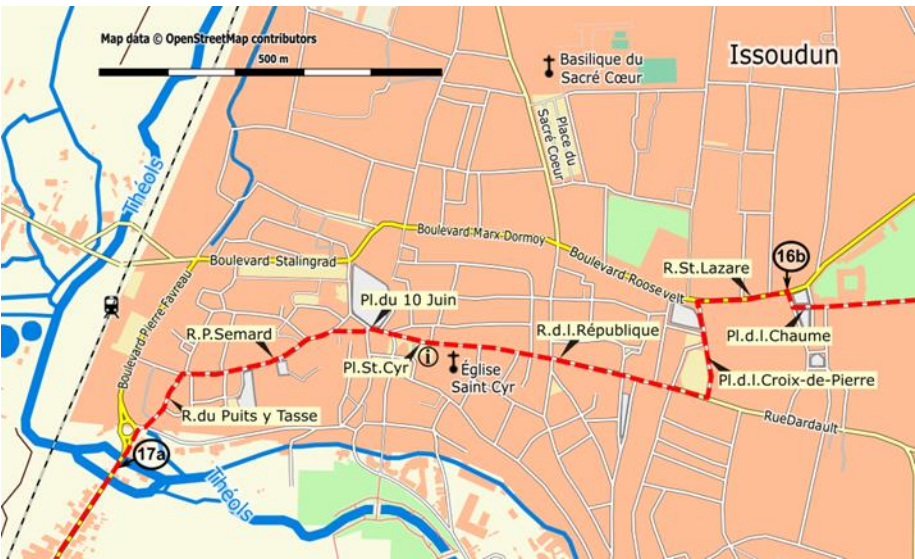 Map data © OpenStreetMap contributors
500 m
Issoudun
Basilique du
Sacré Cœur
Place du
Sacré Coeur
Tihéols
Boulevard Marx Dormoy
Boulevard Stalingrad
Boulevard Roosevelt
R.St.Lazare
16b
Boulevard-Pierre-Favreau
Pl.du 10 Juin
R.P.Semard
R.d.l.République
Pl.d.l.Chaume
Pl.St.Cyr
i
Église
Saint Cyr
Pl.d.l.Croix-de-Pierre
R.du Puits y Tasse
RueDardault
17a
Tihéols